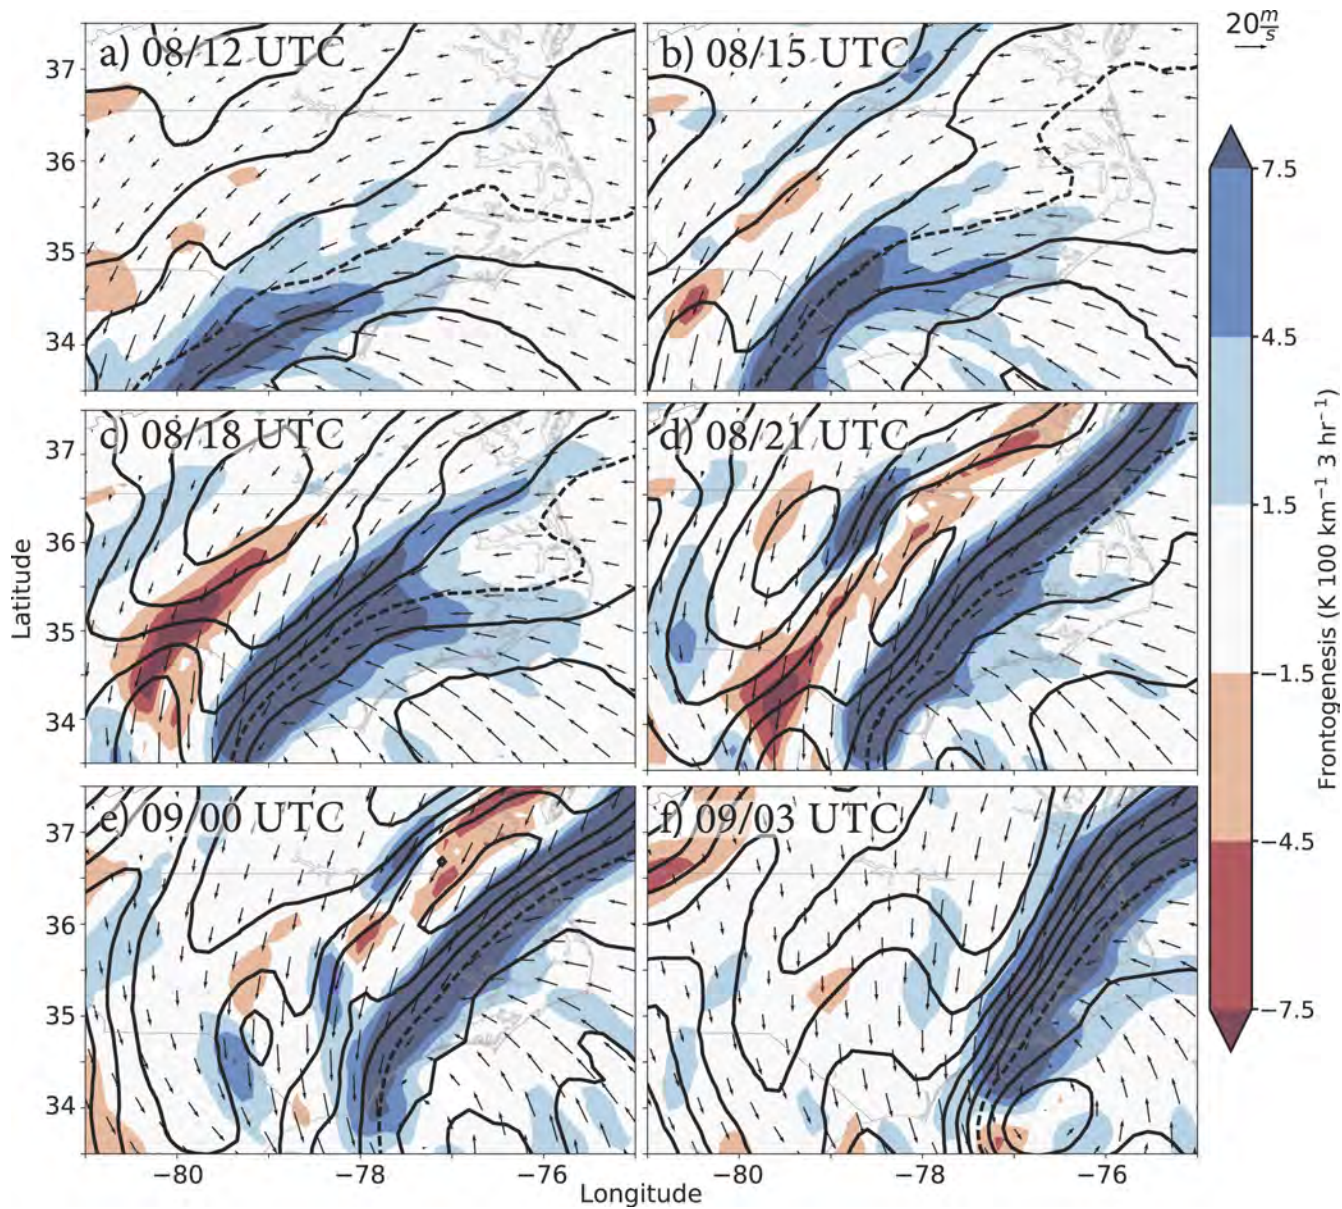 20 m/s
a) 08/12 UTC
b) 08/15 UTC
37
36
35
34
c) 08/18 UTC
d) 08/21 UTC
37
36
35
34
e) 09/00 UTC
f) 09/03 UTC
37
36
35
34
−80
−78
−76
−80
−78
−76
Latitude
Longitude
7.5
4.5
1.5
−1.5
−4.5
−7.5
Frontogenesis (K 100 km⁻¹ 3 hr⁻¹)